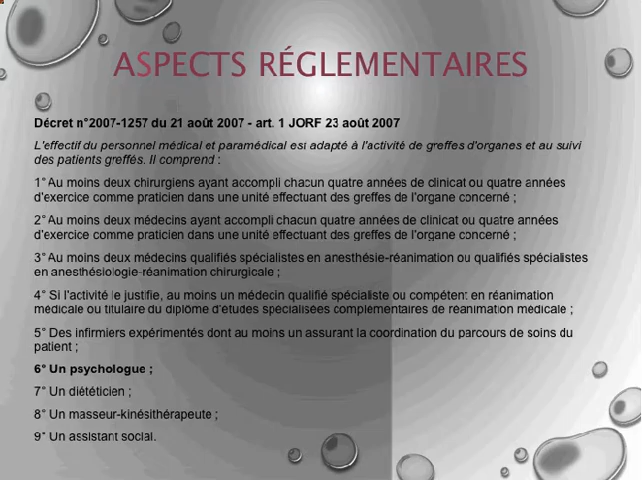 ASPECTS RÉGLEMENTAIRES
Décret n°2007-1257 du 21 août 2007 - art. 1 JORF 23 août 2007
L'effectif du personnel médical et paramédical est adapté à l'activité de greffes d'organes et au suivi
des patients greffés. Il comprend :
1° Au moins deux chirurgiens ayant accompli chacun quatre années de clinicat ou quatre années
d'exercice comme praticien dans une unité effectuant des greffes de l'organe concerné ;
2° Au moins deux médecins ayant accompli chacun quatre années de clinicat ou quatre années
d'exercice comme praticien dans une unité effectuant des greffes de l'organe concerné ;
3° Au moins deux médecins qualifiés spécialistes en anesthésie-réanimation ou qualifiés spécialistes
en anesthésiologie-réanimation chirurgicale ;
4° Si l'activité le justifie, au moins un médecin qualifié spécialiste ou compétent en réanimation
médicale ou titulaire du diplôme d'études spécialisées complémentaires de réanimation médicale ;
5° Des infirmiers expérimentés dont au moins un assurant la coordination du parcours de soins du
patient ;
6° Un psychologue ;
7° Un diététicien ;
8° Un masseur-kinésithérapeute ;
9° Un assistant social.